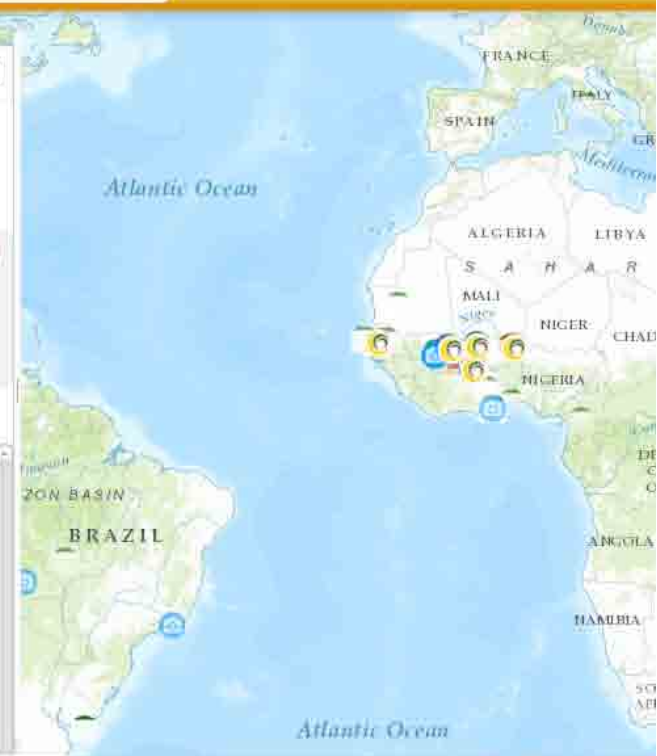 FRANCE
ITALY
SPAIN
GR
Atlantic Ocean
ALGERIA
LIBYA
S A H A R
MALI
Niger
NIGER
CHAD
NIGERIA
ZON BASIN
BRAZIL
ANGOLA
NAMIBIA
Atlantic Ocean